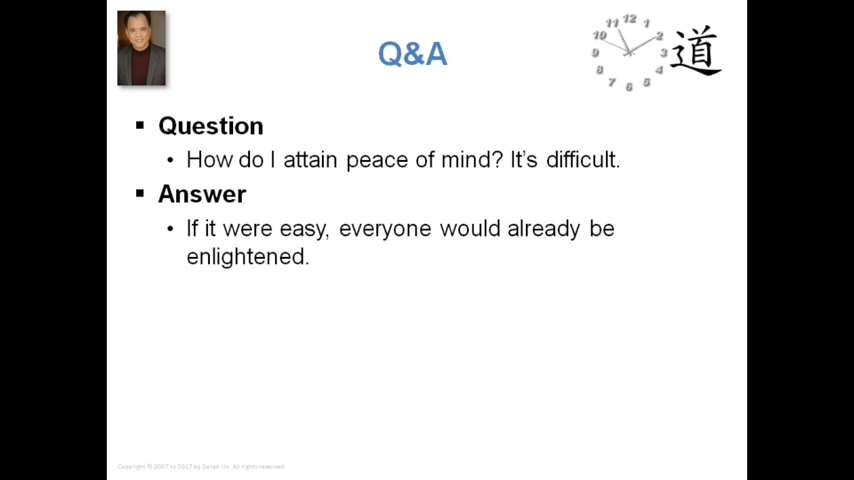 Q&A
道
12
11
1
10
2
9
3
8
4
7
5
6
Question
How do I attain peace of mind? It's difficult.
Answer
If it were easy, everyone would already be
enlightened.
Copyright © 2007 to 2017 by Derek Lin. All rights reserved.